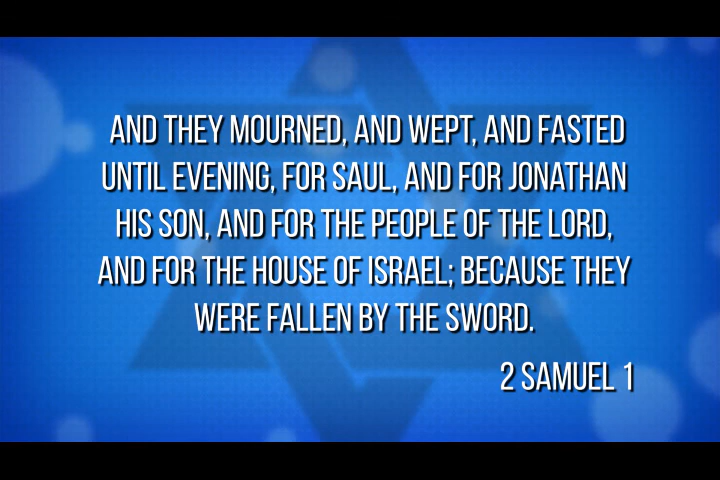 AND THEY MOURNED, AND WEPT, AND FASTED
UNTIL EVENING, FOR SAUL, AND FOR JONATHAN
HIS SON, AND FOR THE PEOPLE OF THE LORD,
AND FOR THE HOUSE OF ISRAEL; BECAUSE THEY
WERE FALLEN BY THE SWORD.
2 SAMUEL 1